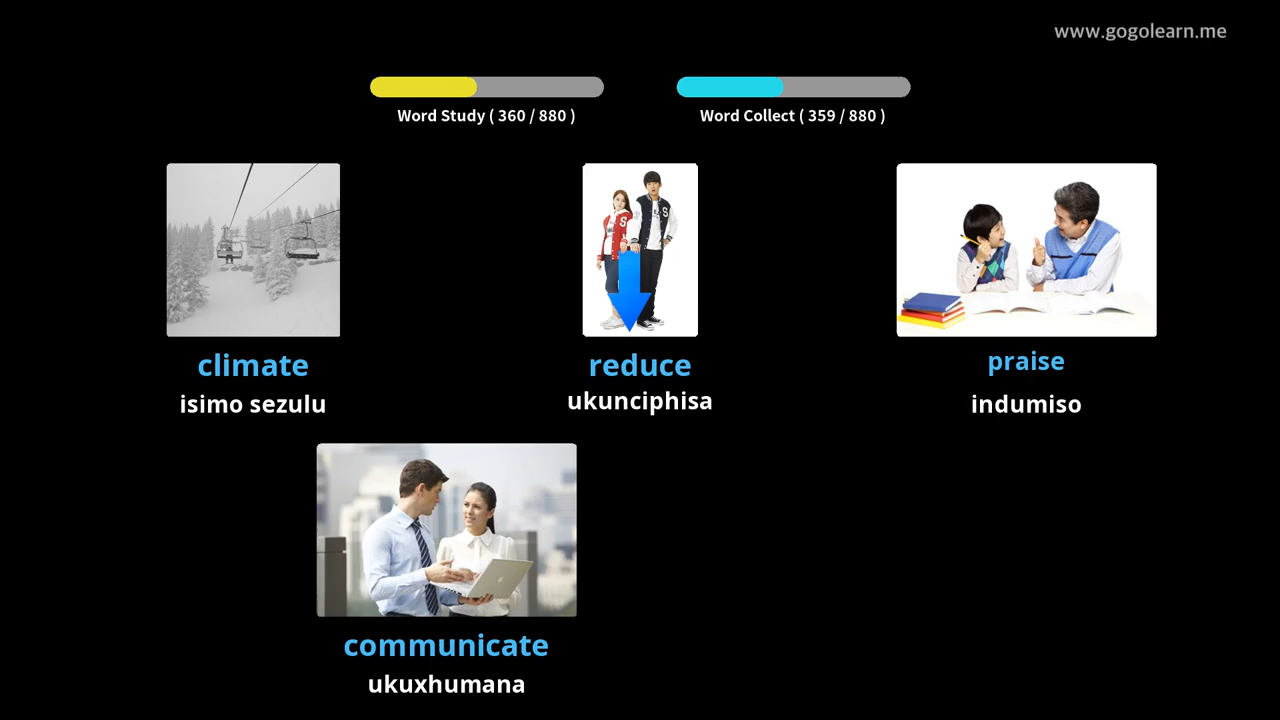 www.gogolearn.me
Word Study ( 360 / 880 )
Word Collect ( 359 / 880 )
climate
isimo sezulu
reduce
ukunciphisa
praise
indumiso
communicate
ukuxhumana